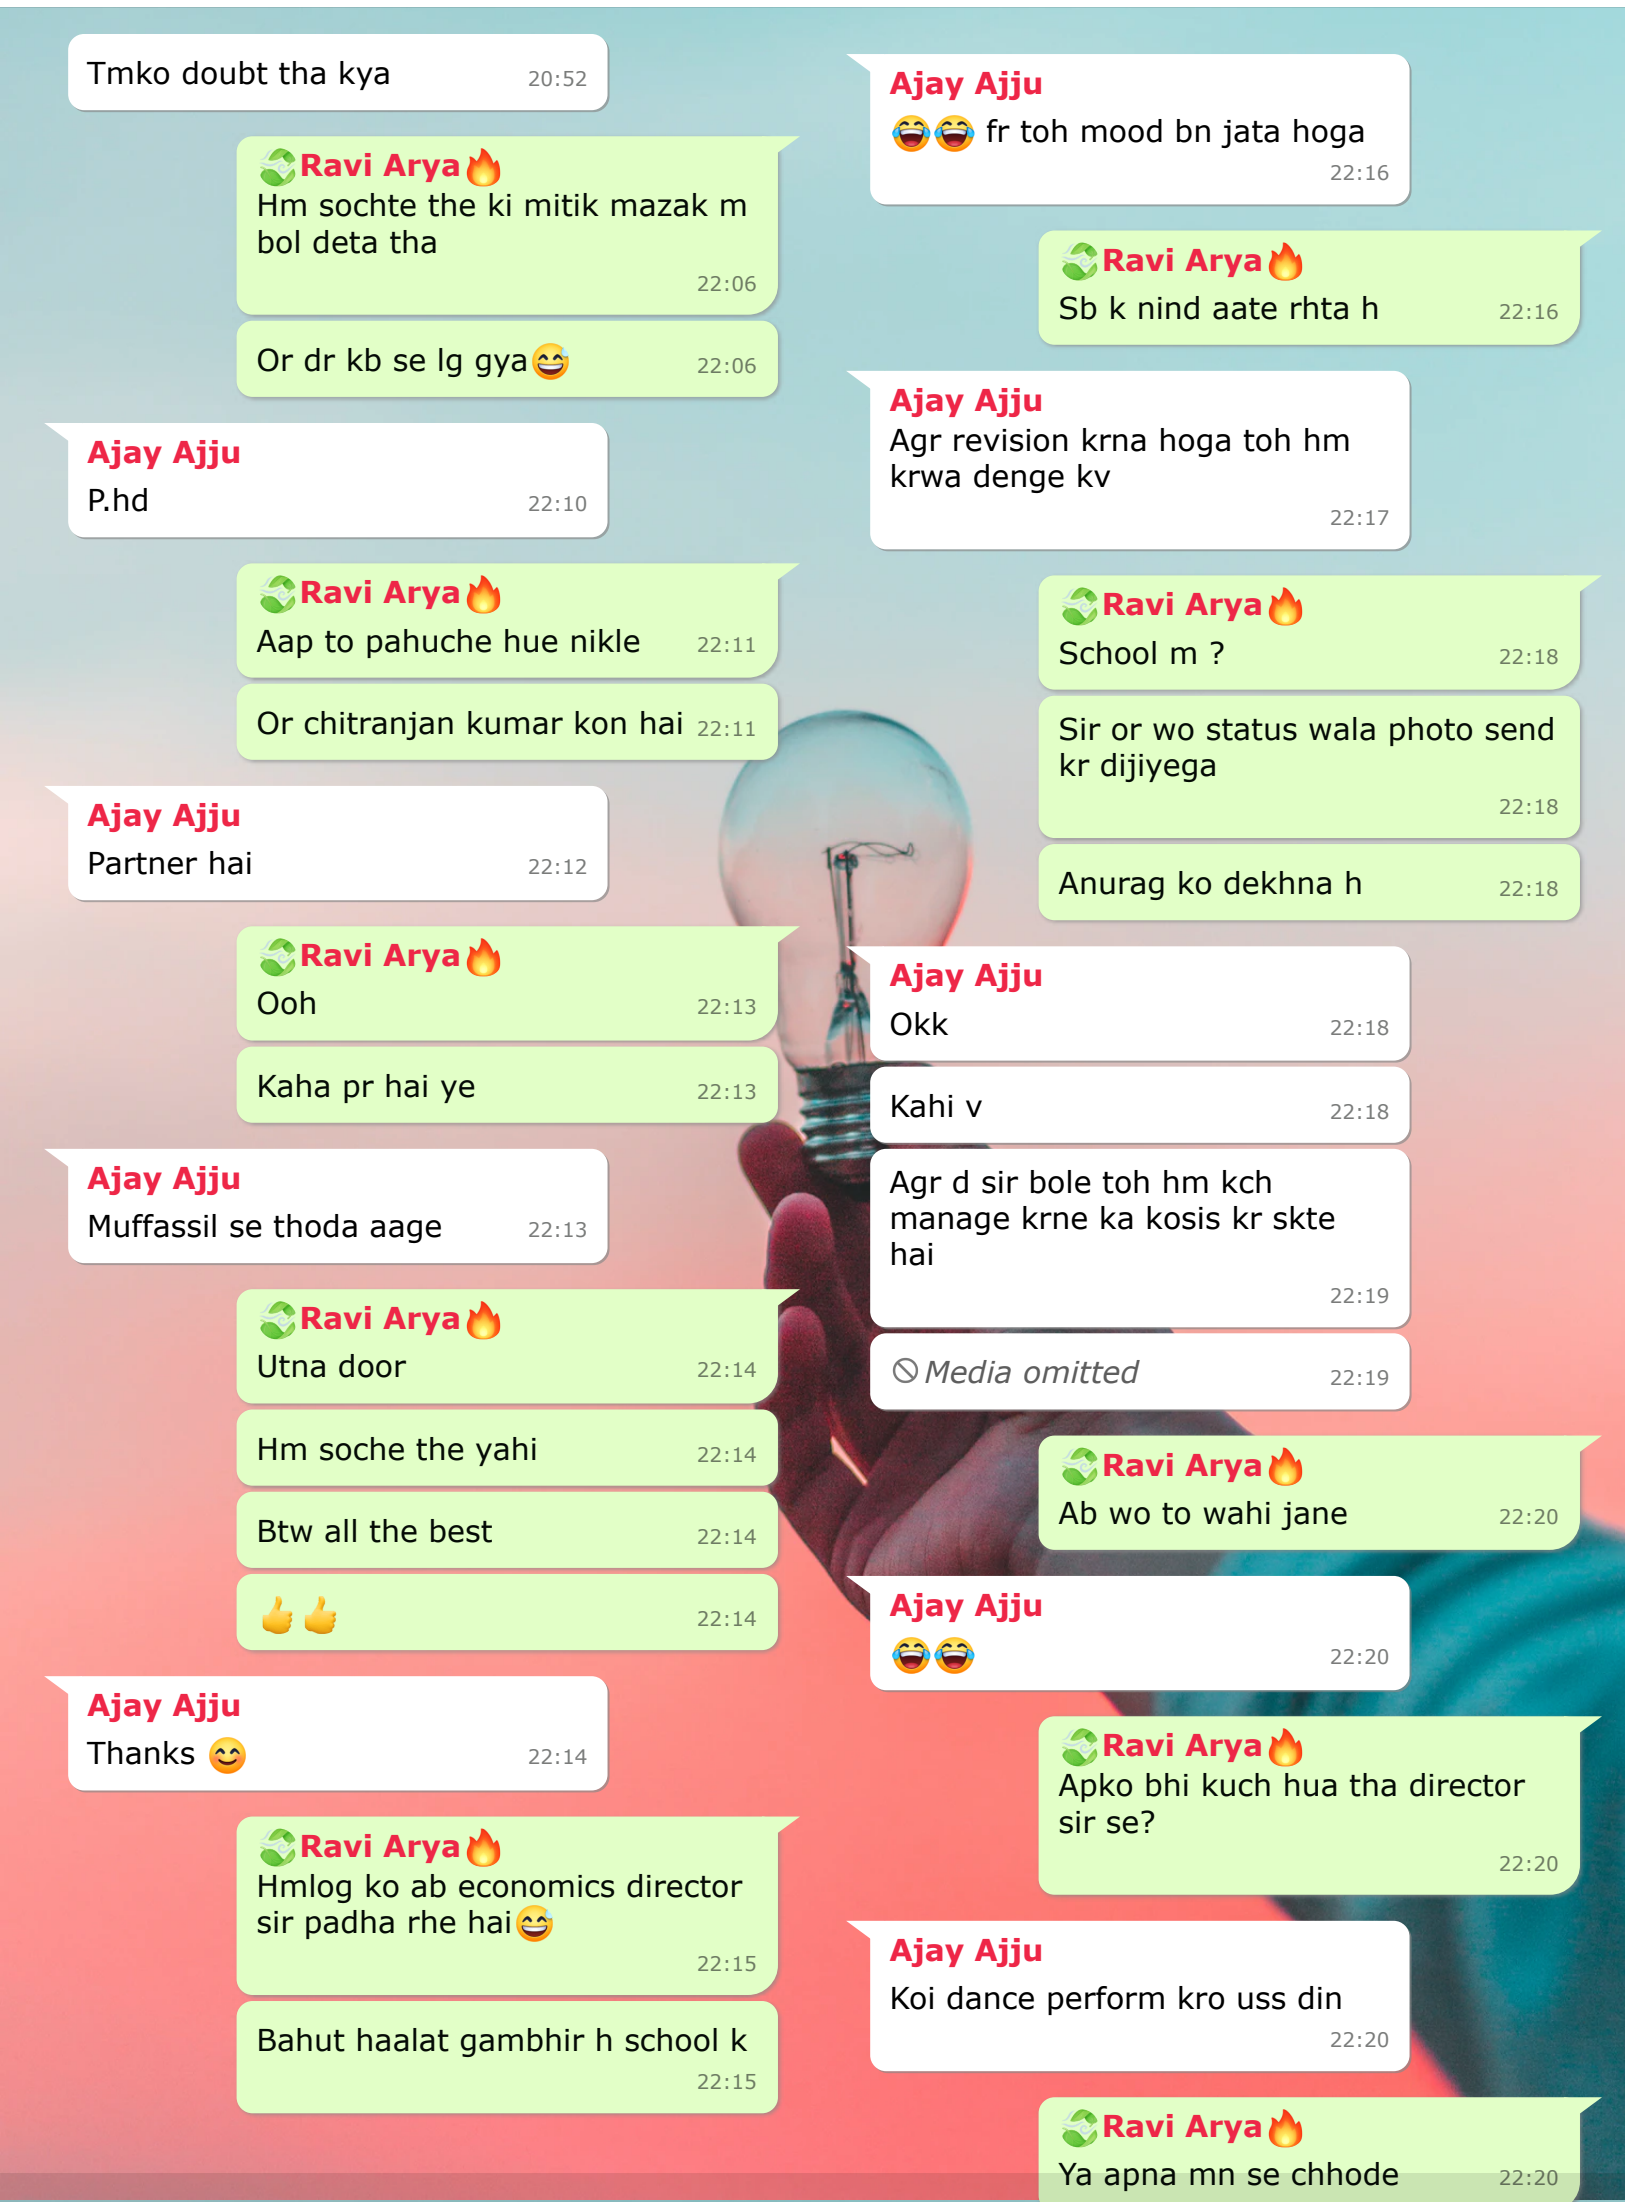 Tmko doubt tha kya 20:52
Ravi Arya🔥
Hm sochte the ki mitik mazak m
bol deta tha
22:06
Or dr kb se lg gya😅 22:06
Ajay Ajju
P.hd 22:10
Ravi Arya🔥
Aap to pahuche hue nikle 22:11
Or chitranjan kumar kon hai 22:11
Ajay Ajju
Partner hai 22:12
Ravi Arya🔥
Ooh 22:13
Kaha pr hai ye 22:13
Ajay Ajju
Muffassil se thoda aage 22:13
Ravi Arya🔥
Utna door 22:14
Hm soche the yahi 22:14
Btw all the best 22:14
👍👍 22:14
Ajay Ajju
Thanks 😊 22:14
Ravi Arya🔥
Hmlog ko ab economics director
sir padha rhe hai😅
22:15
Bahut haalat gambhir h school k
22:15
Ajay Ajju
😂😂 fr toh mood bn jata hoga
22:16
Ravi Arya🔥
Sb k nind aate rhta h 22:16
Ajay Ajju
Agr revision krna hoga toh hm
krwa denge kv
22:17
Ravi Arya🔥
School m ? 22:18
Sir or wo status wala photo send
kr dijiyega
22:18
Anurag ko dekhna h 22:18
Ajay Ajju
Okk 22:18
Kahi v 22:18
Agr d sir bole toh hm kch
manage krne ka kosis kr skte
hai
22:19
Media omitted 22:19
Ravi Arya🔥
Ab wo to wahi jane 22:20
Ajay Ajju
😂😂 22:20
Ravi Arya🔥
Apko bhi kuch hua tha director
sir se?
22:20
Ajay Ajju
Koi dance perform kro uss din
22:20
Ravi Arya🔥
Ya apna mn se chhode 22:20